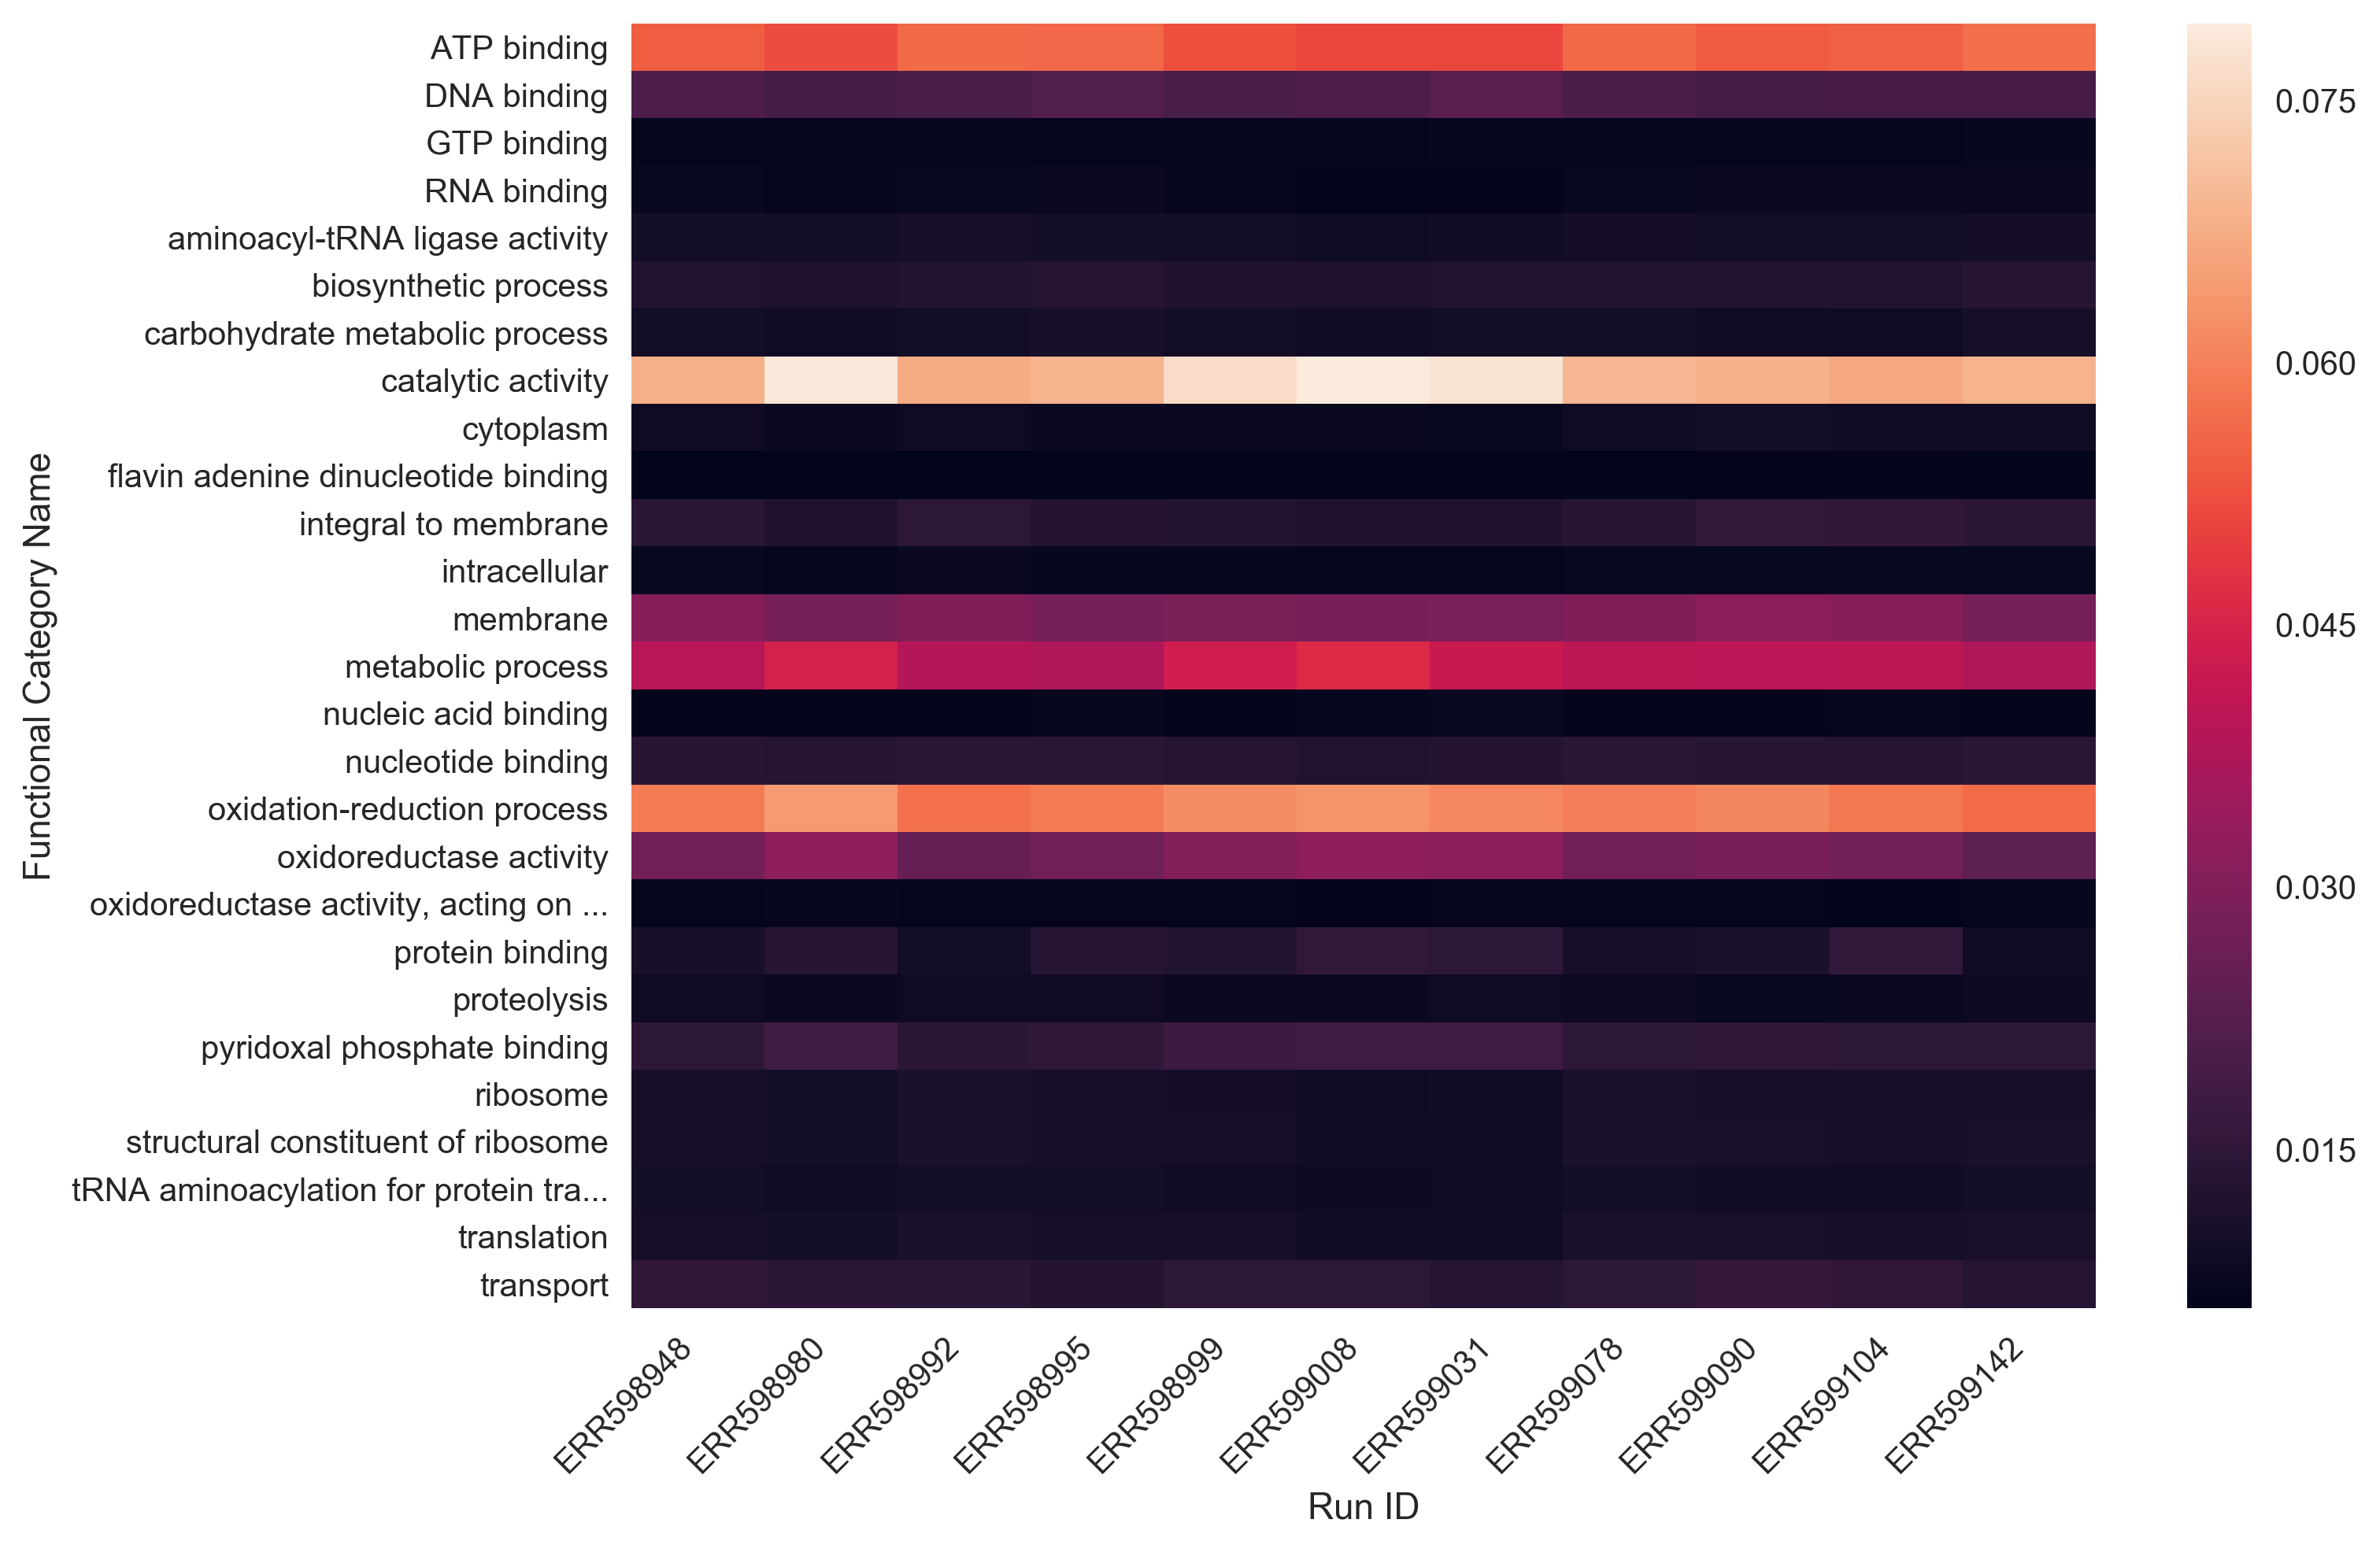 ATP binding
DNA binding
GTP binding
RNA binding
aminoacyl-tRNA ligase activity
biosynthetic process
carbohydrate metabolic process
catalytic activity
cytoplasm
flavin adenine dinucleotide binding
integral to membrane
intracellular
membrane
metabolic process
nucleic acid binding
nucleotide binding
oxidation-reduction process
oxidoreductase activity
oxidoreductase activity, acting on ...
protein binding
proteolysis
pyridoxal phosphate binding
ribosome
structural constituent of ribosome
tRNA aminoacylation for protein tra...
translation
transport
Functional Category Name
ERR598948
ERR598980
ERR598992
ERR598995
ERR598999
ERR599008
ERR599031
ERR599078
ERR599090
ERR599104
ERR599142
Run ID
0.075
0.060
0.045
0.030
0.015